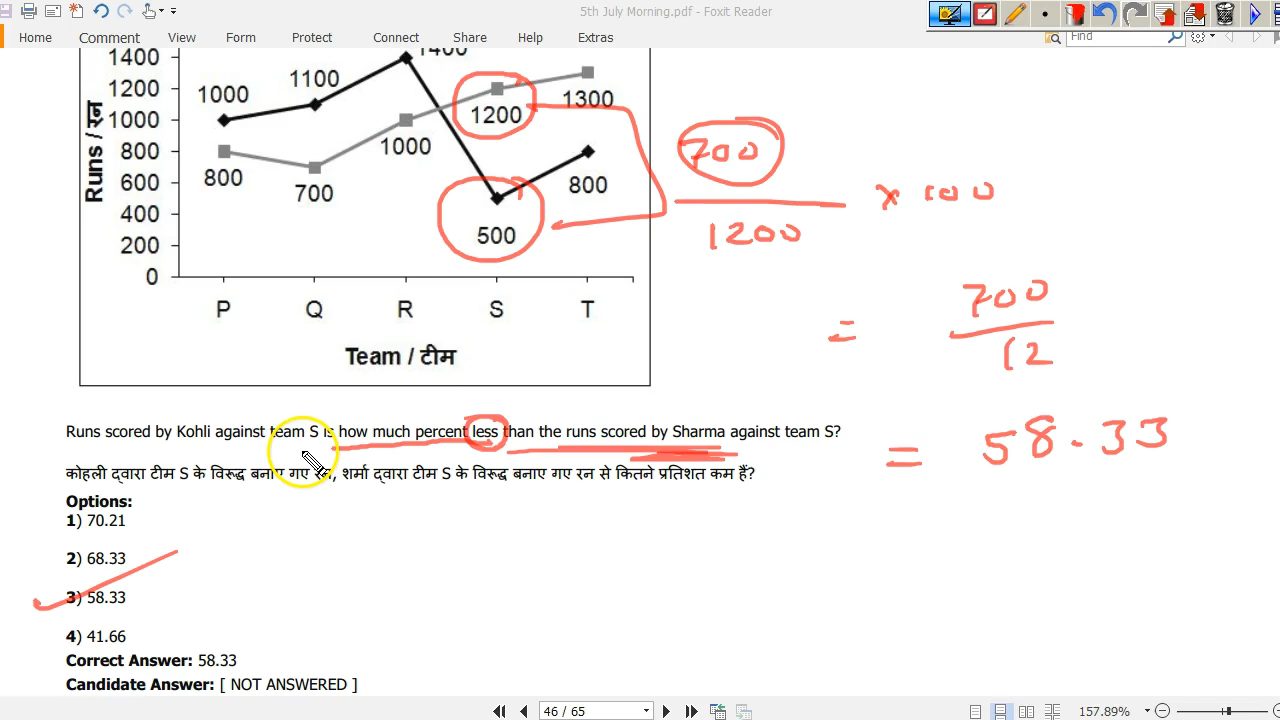 5th July Morning.pdf - Foxit Reader
Home Comment View Form Protect Connect Share Help Extras Find
1400
1400
1200
1000
800
600
400
200
0
Runs / रन
1000 1100
1200 1300
1000
800 700 800
500
P Q R S T
Team / टीम
700
1200
x 100
= 700
12
= 58.33
Runs scored by Kohli against team S is how much percent less than the runs scored by Sharma against team S?
कोहली द्वारा टीम S के विरूद्ध बनाए गए रन, शर्मा द्वारा टीम S के विरूद्ध बनाए गए रन से कितने प्रतिशत कम हैं?
Options:
1) 70.21
2) 68.33
3) 58.33
4) 41.66
Correct Answer: 58.33
Candidate Answer: [ NOT ANSWERED ]
46 / 65 157.89%